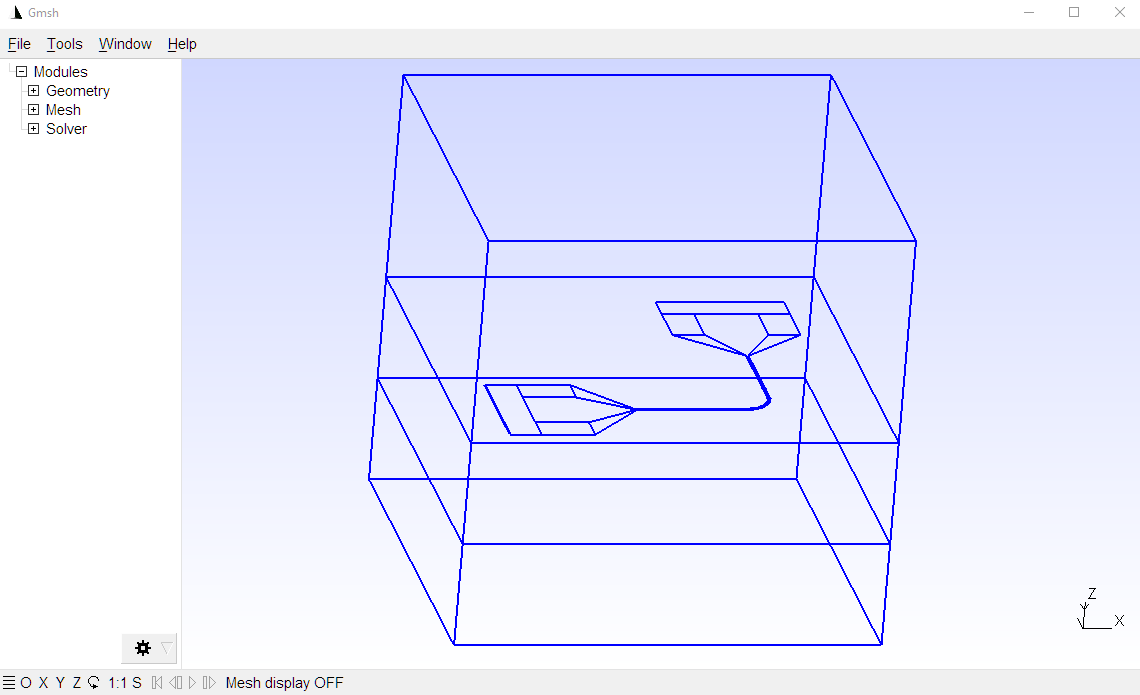 Gmsh
File Tools Window Help
Modules
Geometry
Mesh
Solver
Z
X
O X Y Z 1:1 S Mesh display OFF